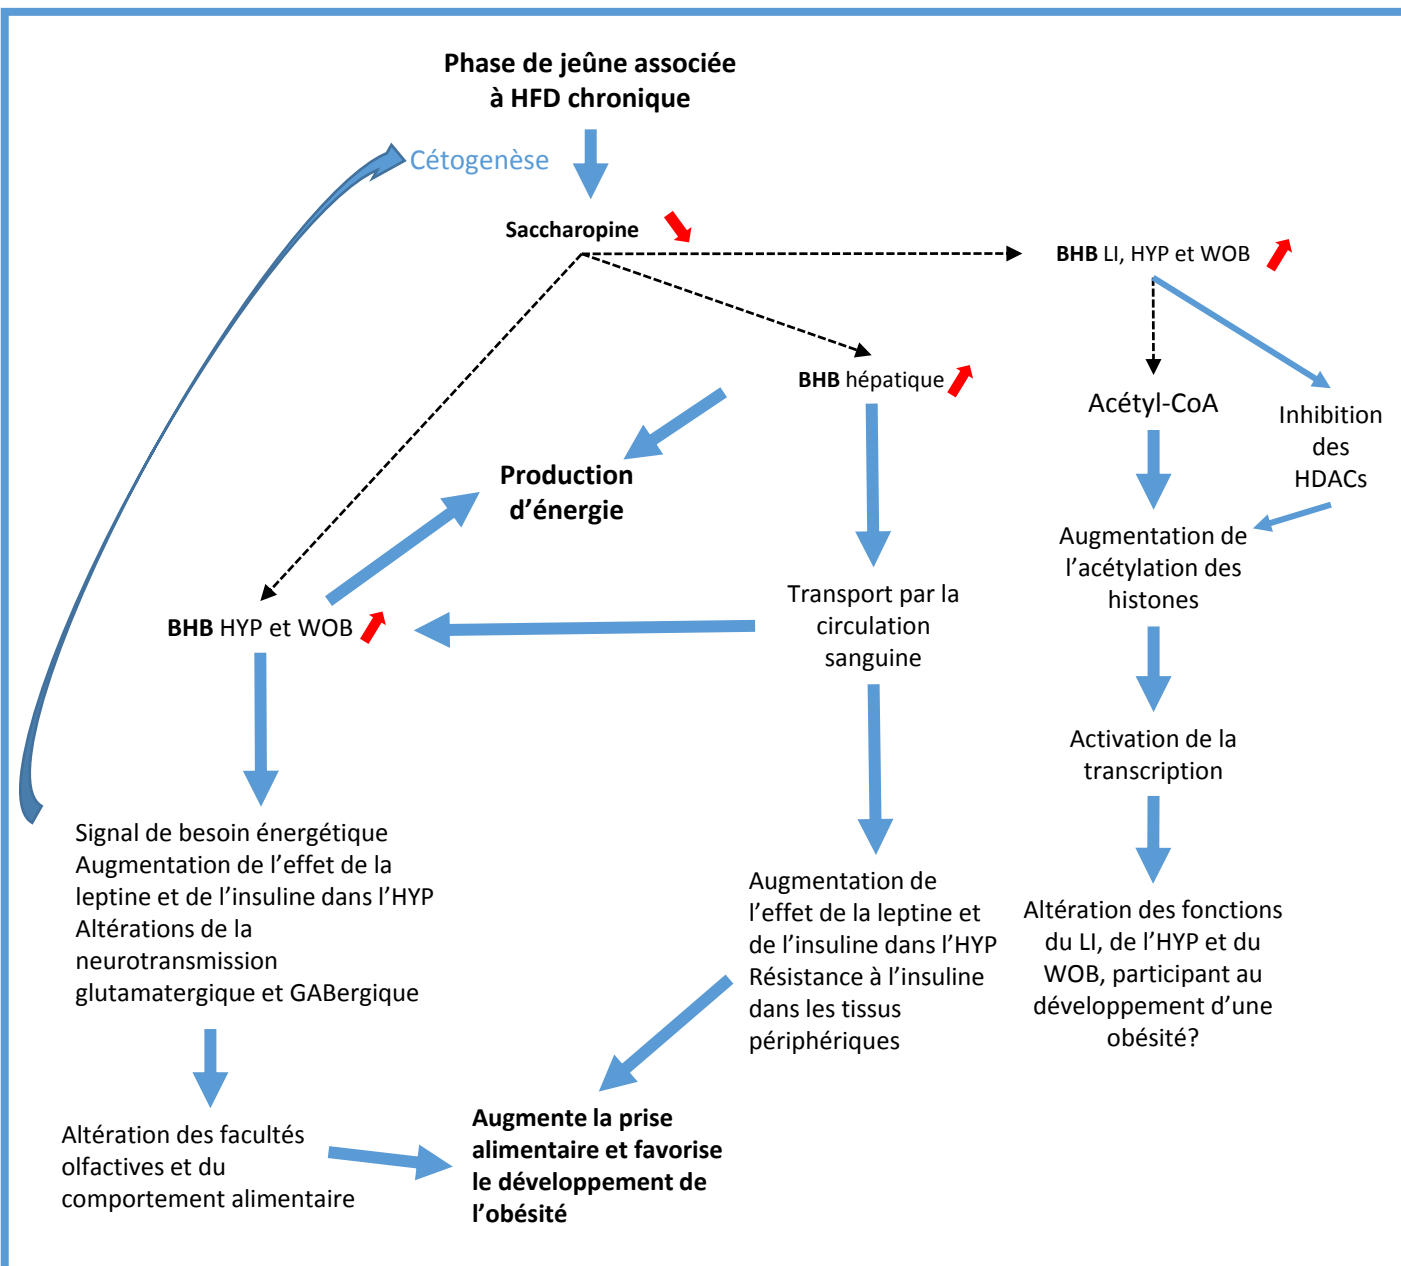 Phase de jeûne associée
à HFD chronique
Cétogenèse
Saccharopine
BHB LI, HYP et WOB
BHB hépatique
Acétyl-CoA
Inhibition
des
HDACs
Production
d’énergie
Augmentation de
l’acétylation des
histones
Transport par la
circulation
sanguine
BHB HYP et WOB
Activation de la
transcription
Signal de besoin énergétique
Augmentation de l’effet de la
leptine et de l’insuline dans l’HYP
Altérations de la
neurotransmission
glutamatergique et GABergique
Augmentation de
l’effet de la leptine et
de l’insuline dans l’HYP
Résistance à l’insuline
dans les tissus
périphériques
Altération des fonctions
du LI, de l’HYP et du
WOB, participant au
développement d’une
obésité?
Altération des facultés
olfactives et du
comportement alimentaire
Augmente la prise
alimentaire et favorise
le développement de
l’obésité